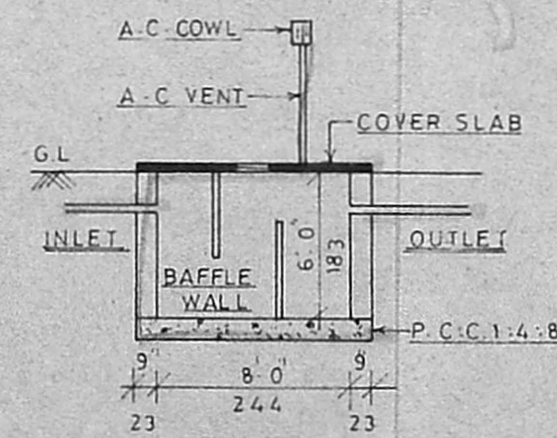 A-C-COWL
A-C VENT
COVER SLAB
G.L
INLET
6'-0"
183
OUTLET
BAFFLE
WALL
P.C.C.1:4:8
9"
8'-0"
9"
244
23
23